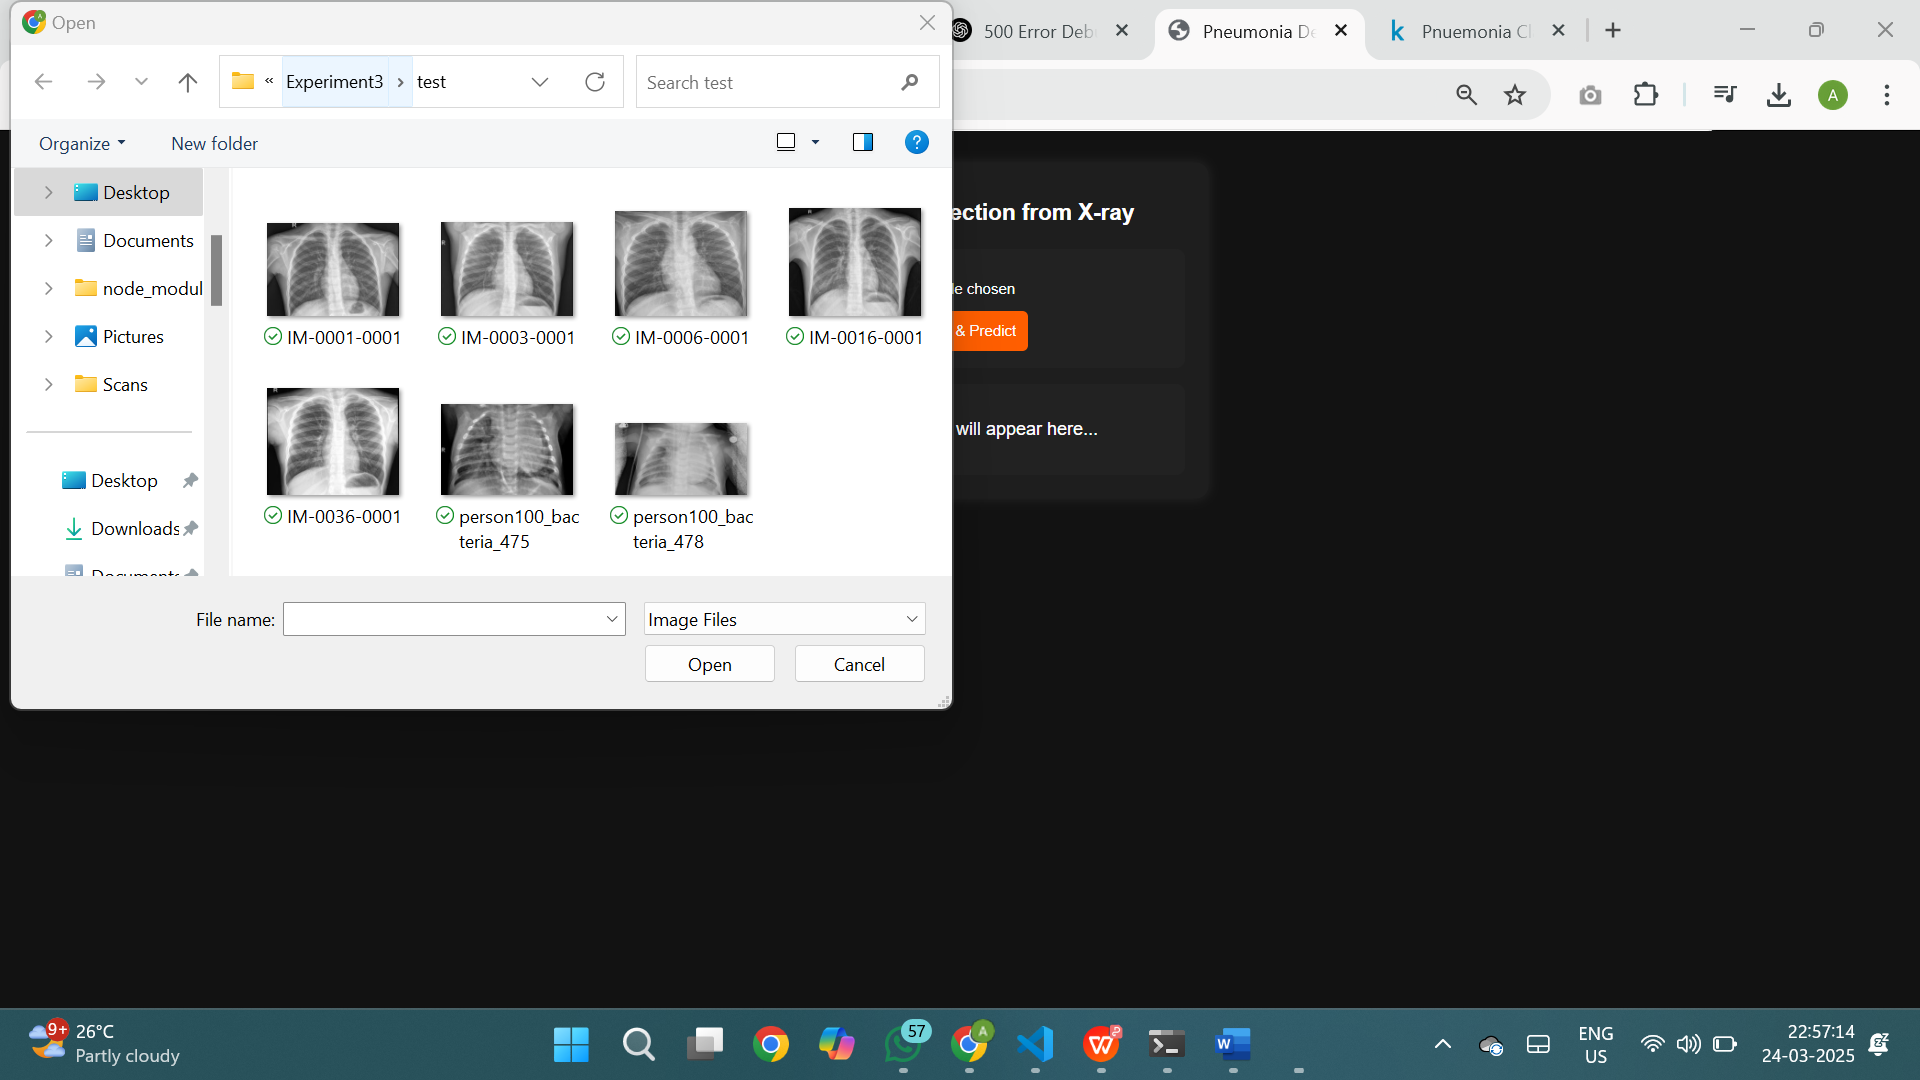 Open
500 Error Deb
Pneumonia De
Pnuemonia Cl
« Experiment3 > test
Search test
A
Organize
New folder
Desktop
Documents
node_modul
Pictures
Scans
Desktop
Downloads
IM-0001-0001
IM-0003-0001
IM-0006-0001
IM-0016-0001
IM-0036-0001
person100_bac
teria_475
person100_bac
teria_478
ection from X-ray
le chosen
& Predict
will appear here...
File name:
Image Files
Open
Cancel
9+
26°C
Partly cloudy
57
A
ENG
US
22:57:14
24-03-2025